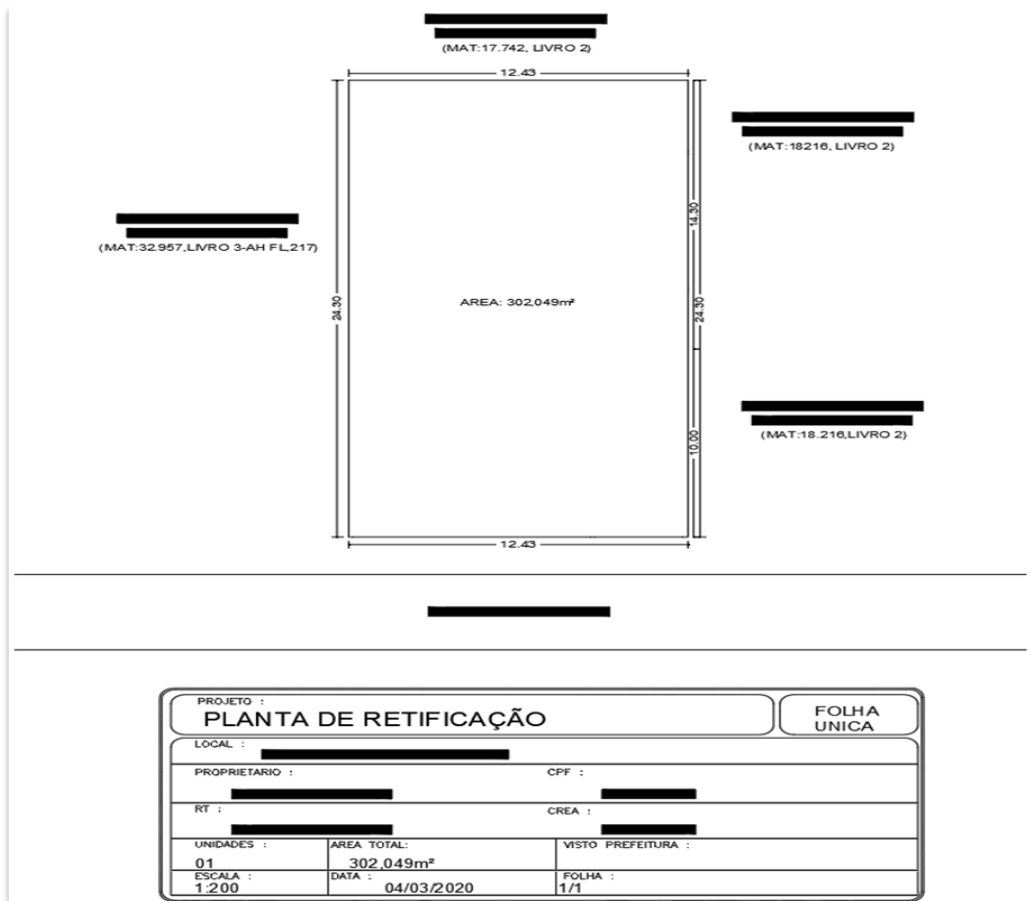 (MAT:17.742, LIVRO 2)
12.43
(MAT:18216, LIVRO 2)
14.30
(MAT:32.957,LIVRO 3-AH FL,217)
24.30
AREA: 302,049m²
24.30
(MAT:18.216,LIVRO 2)
10.00
12.43
PROJETO :
PLANTA DE RETIFICAÇÃO
FOLHA
UNICA
LOCAL :
PROPRIETARIO :
CPF :
RT :
CREA :
UNIDADES :
01
AREA TOTAL:
302,049m²
VISTO PREFEITURA :
ESCALA :
1:200
DATA :
04/03/2020
FOLHA :
1/1